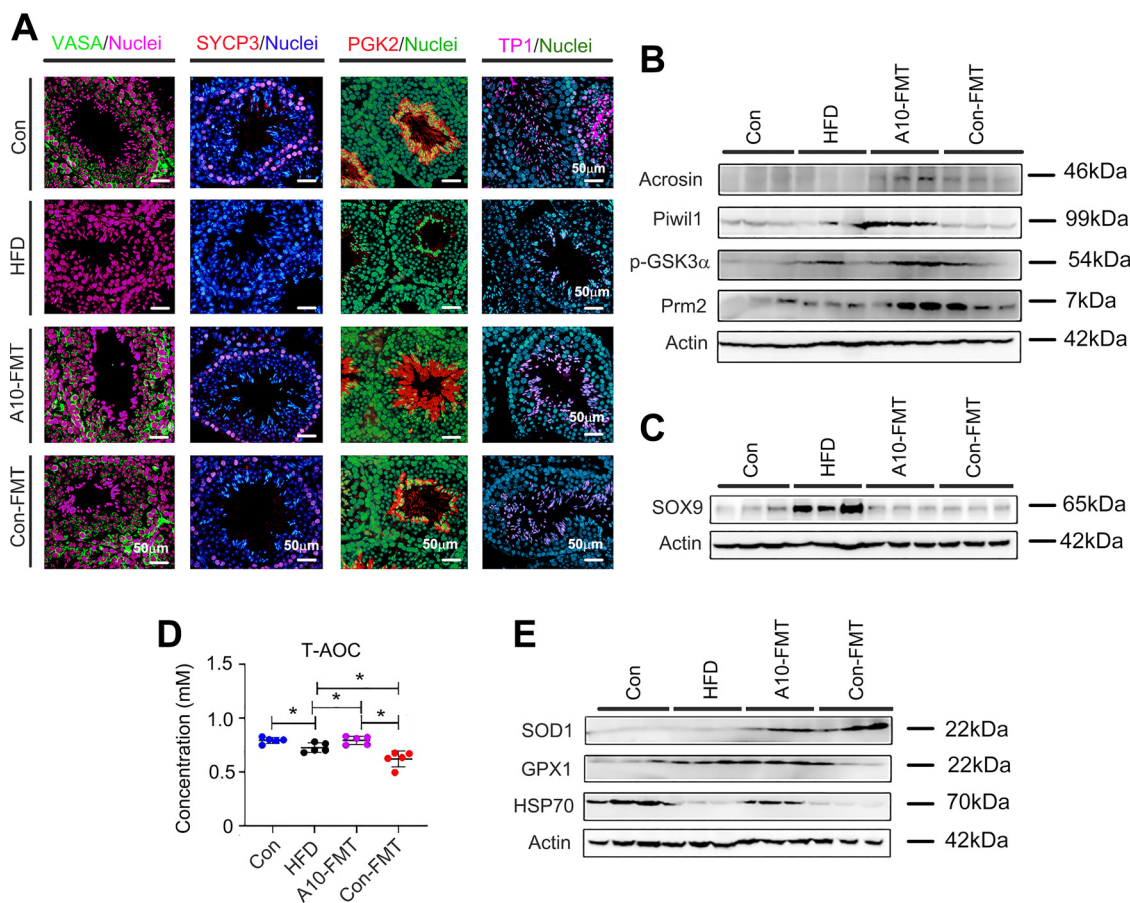 A
VASA/Nuclei
SYCP3/Nuclei
PGK2/Nuclei
TP1/Nuclei
Con
50μm
HFD
50μm
A10-FMT
50μm
Con-FMT
50μm
50μm
50μm
50μm
B
Con
HFD
A10-FMT
Con-FMT
Acrosin
46kDa
Piwil1
99kDa
p-GSK3α
54kDa
Prm2
7kDa
Actin
42kDa
C
Con
HFD
A10-FMT
Con-FMT
SOX9
65kDa
Actin
42kDa
D
T-AOC
Concentration (mM)
1.5
1.0
0.5
0
* * * *
Con
HFD
A10-FMT
Con-FMT
E
Con
HFD
A10-FMT
Con-FMT
SOD1
22kDa
GPX1
22kDa
HSP70
70kDa
Actin
42kDa